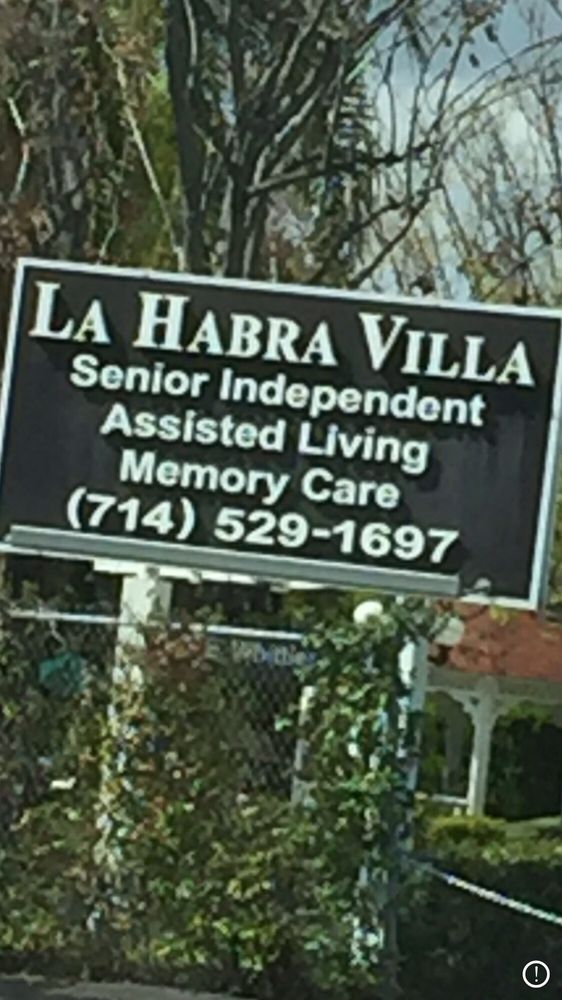 LA HABRA VILLA
Senior Independent
Assisted Living
Memory Care
(714) 529-1697